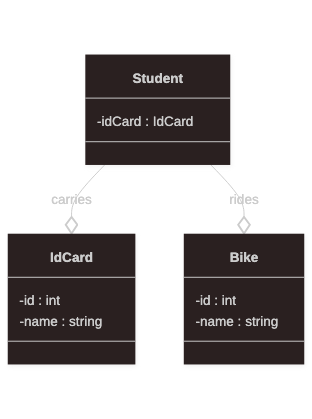 Student
-idCard : IdCard
carries
rides
IdCard
-id : int
-name : string
Bike
-id : int
-name : string